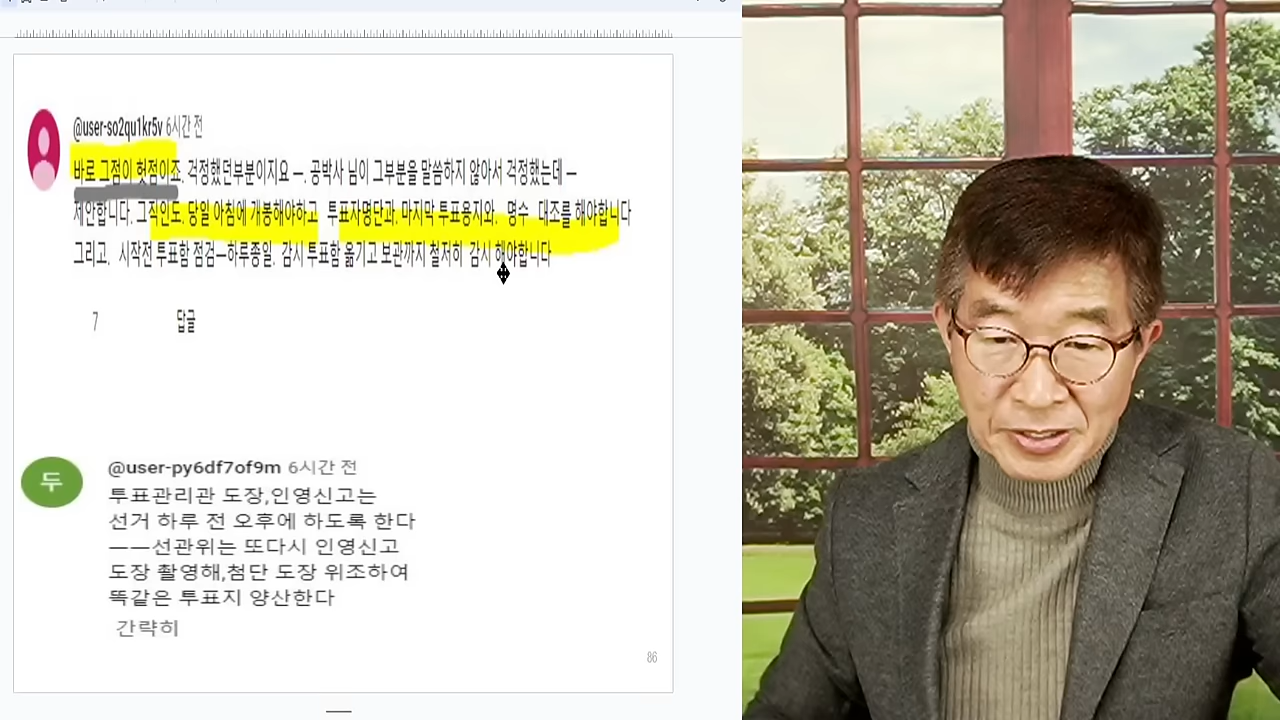 @user-so2qu1kr5v 6시간 전
바로 그점이 헛점이죠. 걱정했던부분이지요 ㅡ. 공박사 님이 그부분을 말씀하지 않아서 걱정했는데 ㅡ
제안합니다. 그직인도. 당일 아침에 개봉해야하고 투표자명단과. 마지막 투표용지와. 명수 대조를 해야합니다
그리고. 시작전 투표함 점검ㅡ하루종일. 감시 투표함 옮기고 보관까지 철저히 감시 해야합니다
7 답글
두
@user-py6df7of9m 6시간 전
투표관리관 도장,인영신고는
선거 하루 전 오후에 하도록 한다
ㅡㅡ선관위는 또다시 인영신고
도장 촬영해,첨단 도장 위조하여
똑같은 투표지 양산한다
간략히
86